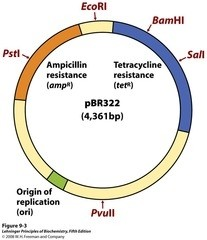 EcoRI
BamHI
PstI
SalI
Ampicillin
resistance
(ampᴿ)
Tetracycline
resistance
(tetᴿ)
pBR322
(4,361bp)
Origin of
replication
(ori)
PvuII
Figure 9-3
Lehninger Principles of Biochemistry, Fifth Edition
© 2008 W. H. Freeman and Company